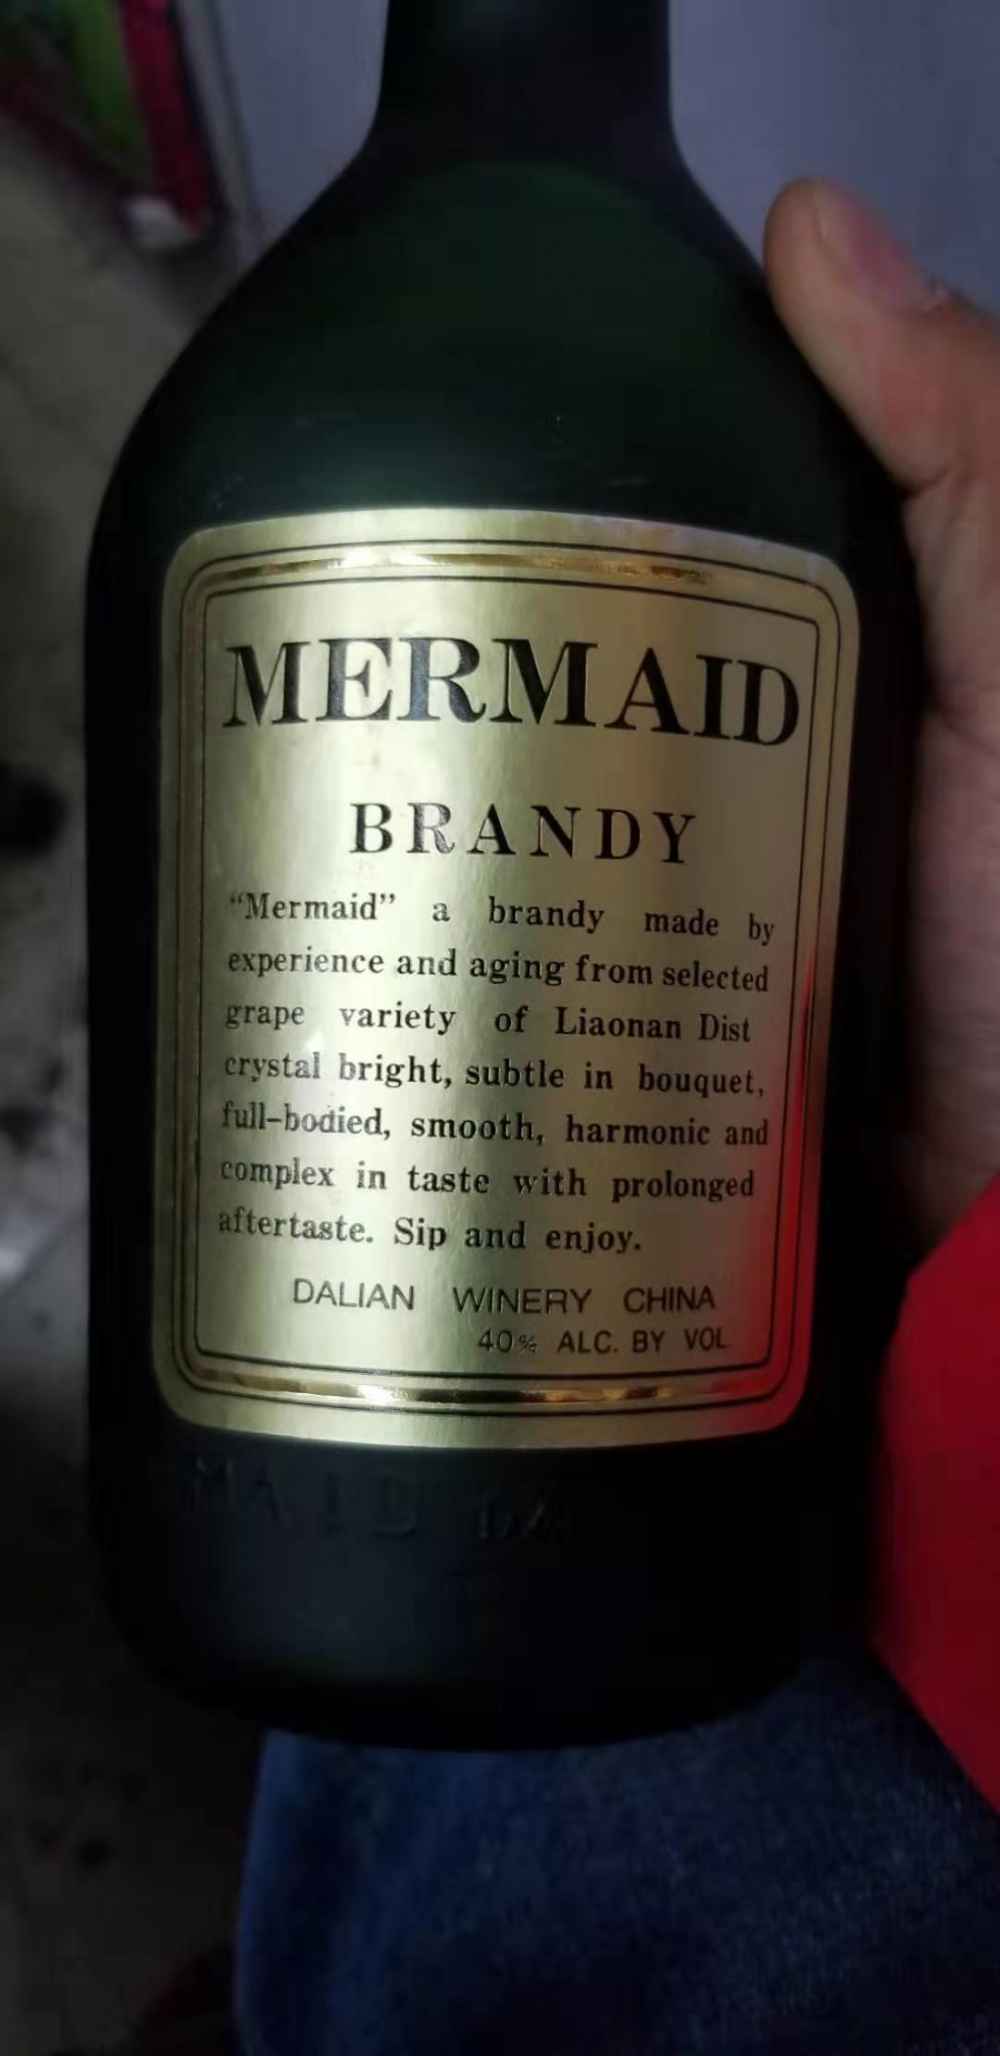 MERMAID
BRANDY
“Mermaid” a brandy made by
experience and aging from selected
grape variety of Liaonan Dist
crystal bright, subtle in bouquet,
full-bodied, smooth, harmonic and
complex in taste with prolonged
aftertaste. Sip and enjoy.
DALIAN WINERY CHINA
40% ALC. BY VOL